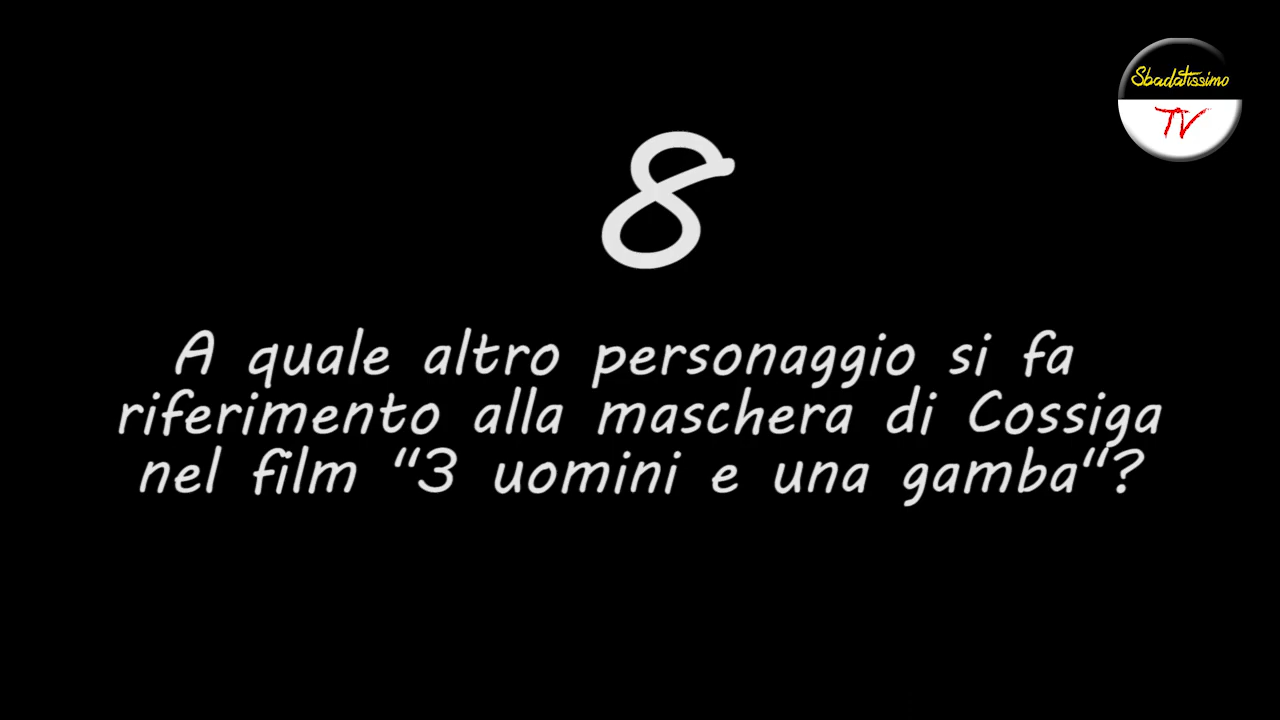 Sbadatissimo
TV
8
A quale altro personaggio si fa
riferimento alla maschera di Cossiga
nel film "3 uomini e una gamba"?